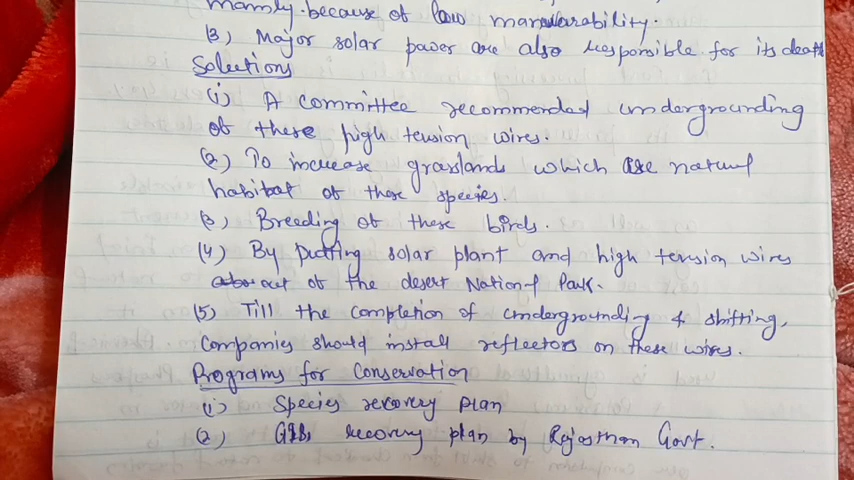 mainly because of low manuarability.
(3) Major solar power are also responsible for its death
Solutions
(1) A committee recommended undergrounding
of these high tension wires.
(2) To increase grasslands which are natural
habitat of these species.
(3) Breeding of these birds.
(4) By putting solar plant and high tension wires
out of the desert National Park.
(5) Till the completion of undergrounding & shifting,
Companies should install reflectors on these wires.
Programs for Conservation
(1) Species recovery plan
(2) GIB, recovery plan by Rajasthan Govt.